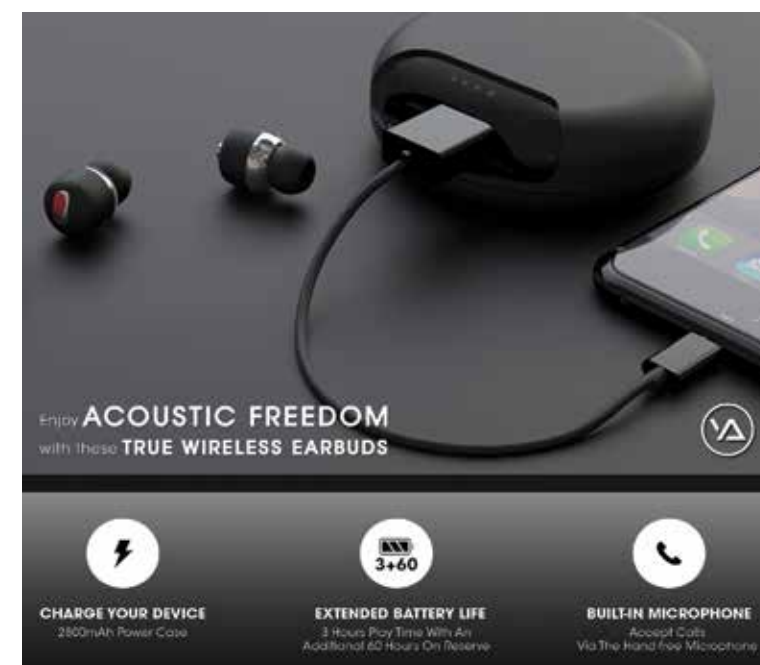 Enjoy ACOUSTIC FREEDOM
with these TRUE WIRELESS EARBUDS
3+60
CHARGE YOUR DEVICE
2800mAh Power Case
EXTENDED BATTERY LIFE
3 Hours Play Time With An
Additional 60 Hours On Reserve
BUILT-IN MICROPHONE
Accept Calls
Via The Hand free Microphone